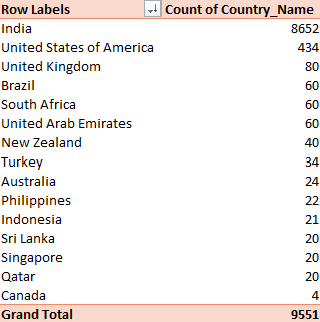 Row Labels Count of Country_Name
India 8652
United States of America 434
United Kingdom 80
Brazil 60
South Africa 60
United Arab Emirates 60
New Zealand 40
Turkey 34
Australia 24
Philippines 22
Indonesia 21
Sri Lanka 20
Singapore 20
Qatar 20
Canada 4
Grand Total 9551